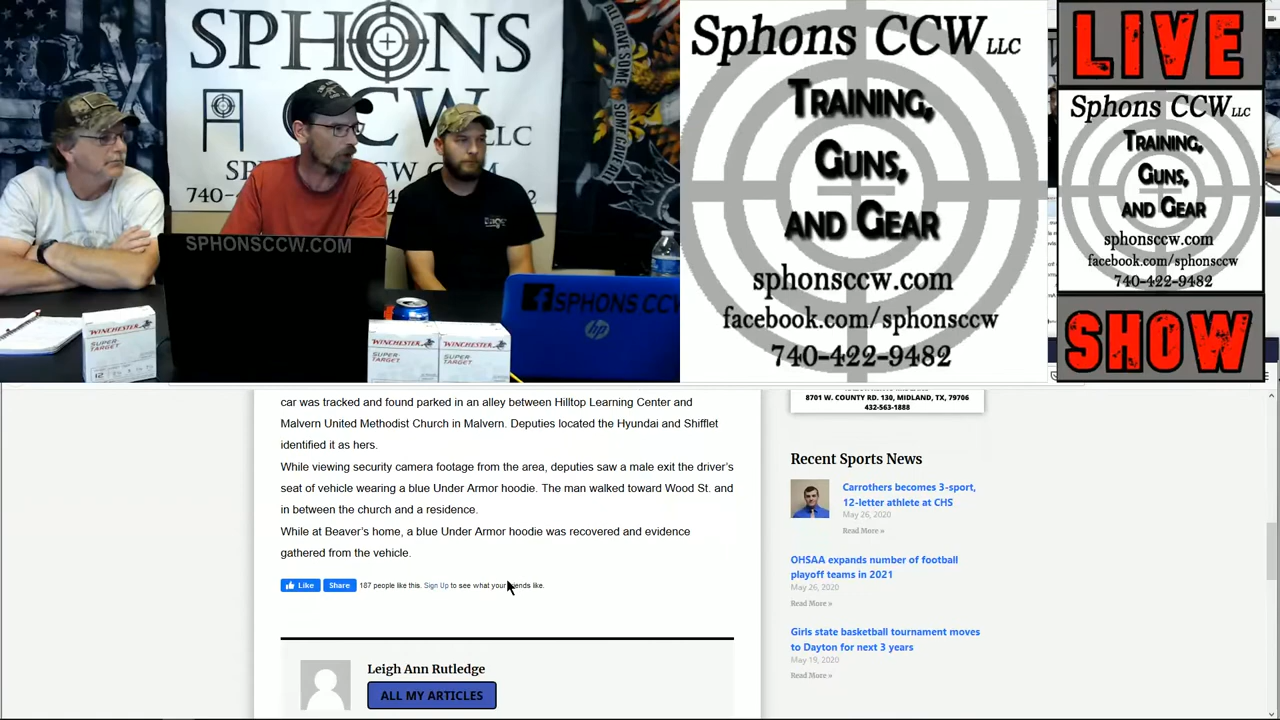 SPHONS
CCW LLC
SPHONSCCW.COM
WINCHESTER
SUPER-
TARGET
12
WINCHESTER
SUPER-
TARGET
WINCHESTER
SUPER-
TARGET
SPHONS CCW
hp
Sphons CCW LLC
TRAINING,
GUNS,
AND GEAR
sphonsccw.com
facebook.com/sphonsccw
740-422-9482
LIVE
Sphons CCW LLC
TRAINING,
GUNS,
AND GEAR
sphonsccw.com
facebook.com/sphonsccw
740-422-9482
SHOW
car was tracked and found parked in an alley between Hilltop Learning Center and
Malvern United Methodist Church in Malvern. Deputies located the Hyundai and Shifflet
identified it as hers.
While viewing security camera footage from the area, deputies saw a male exit the driver's
seat of vehicle wearing a blue Under Armor hoodie. The man walked toward Wood St. and
in between the church and a residence.
While at Beaver's home, a blue Under Armor hoodie was recovered and evidence
gathered from the vehicle.
Like Share 187 people like this. Sign Up to see what your friends like.
Leigh Ann Rutledge
ALL MY ARTICLES
8701 W. COUNTY RD. 130, MIDLAND, TX, 79706
432-563-1888
Recent Sports News
Carrothers becomes 3-sport,
12-letter athlete at CHS
May 26, 2020
Read More »
OHSAA expands number of football
playoff teams in 2021
May 26, 2020
Read More »
Girls state basketball tournament moves
to Dayton for next 3 years
May 19, 2020
Read More »